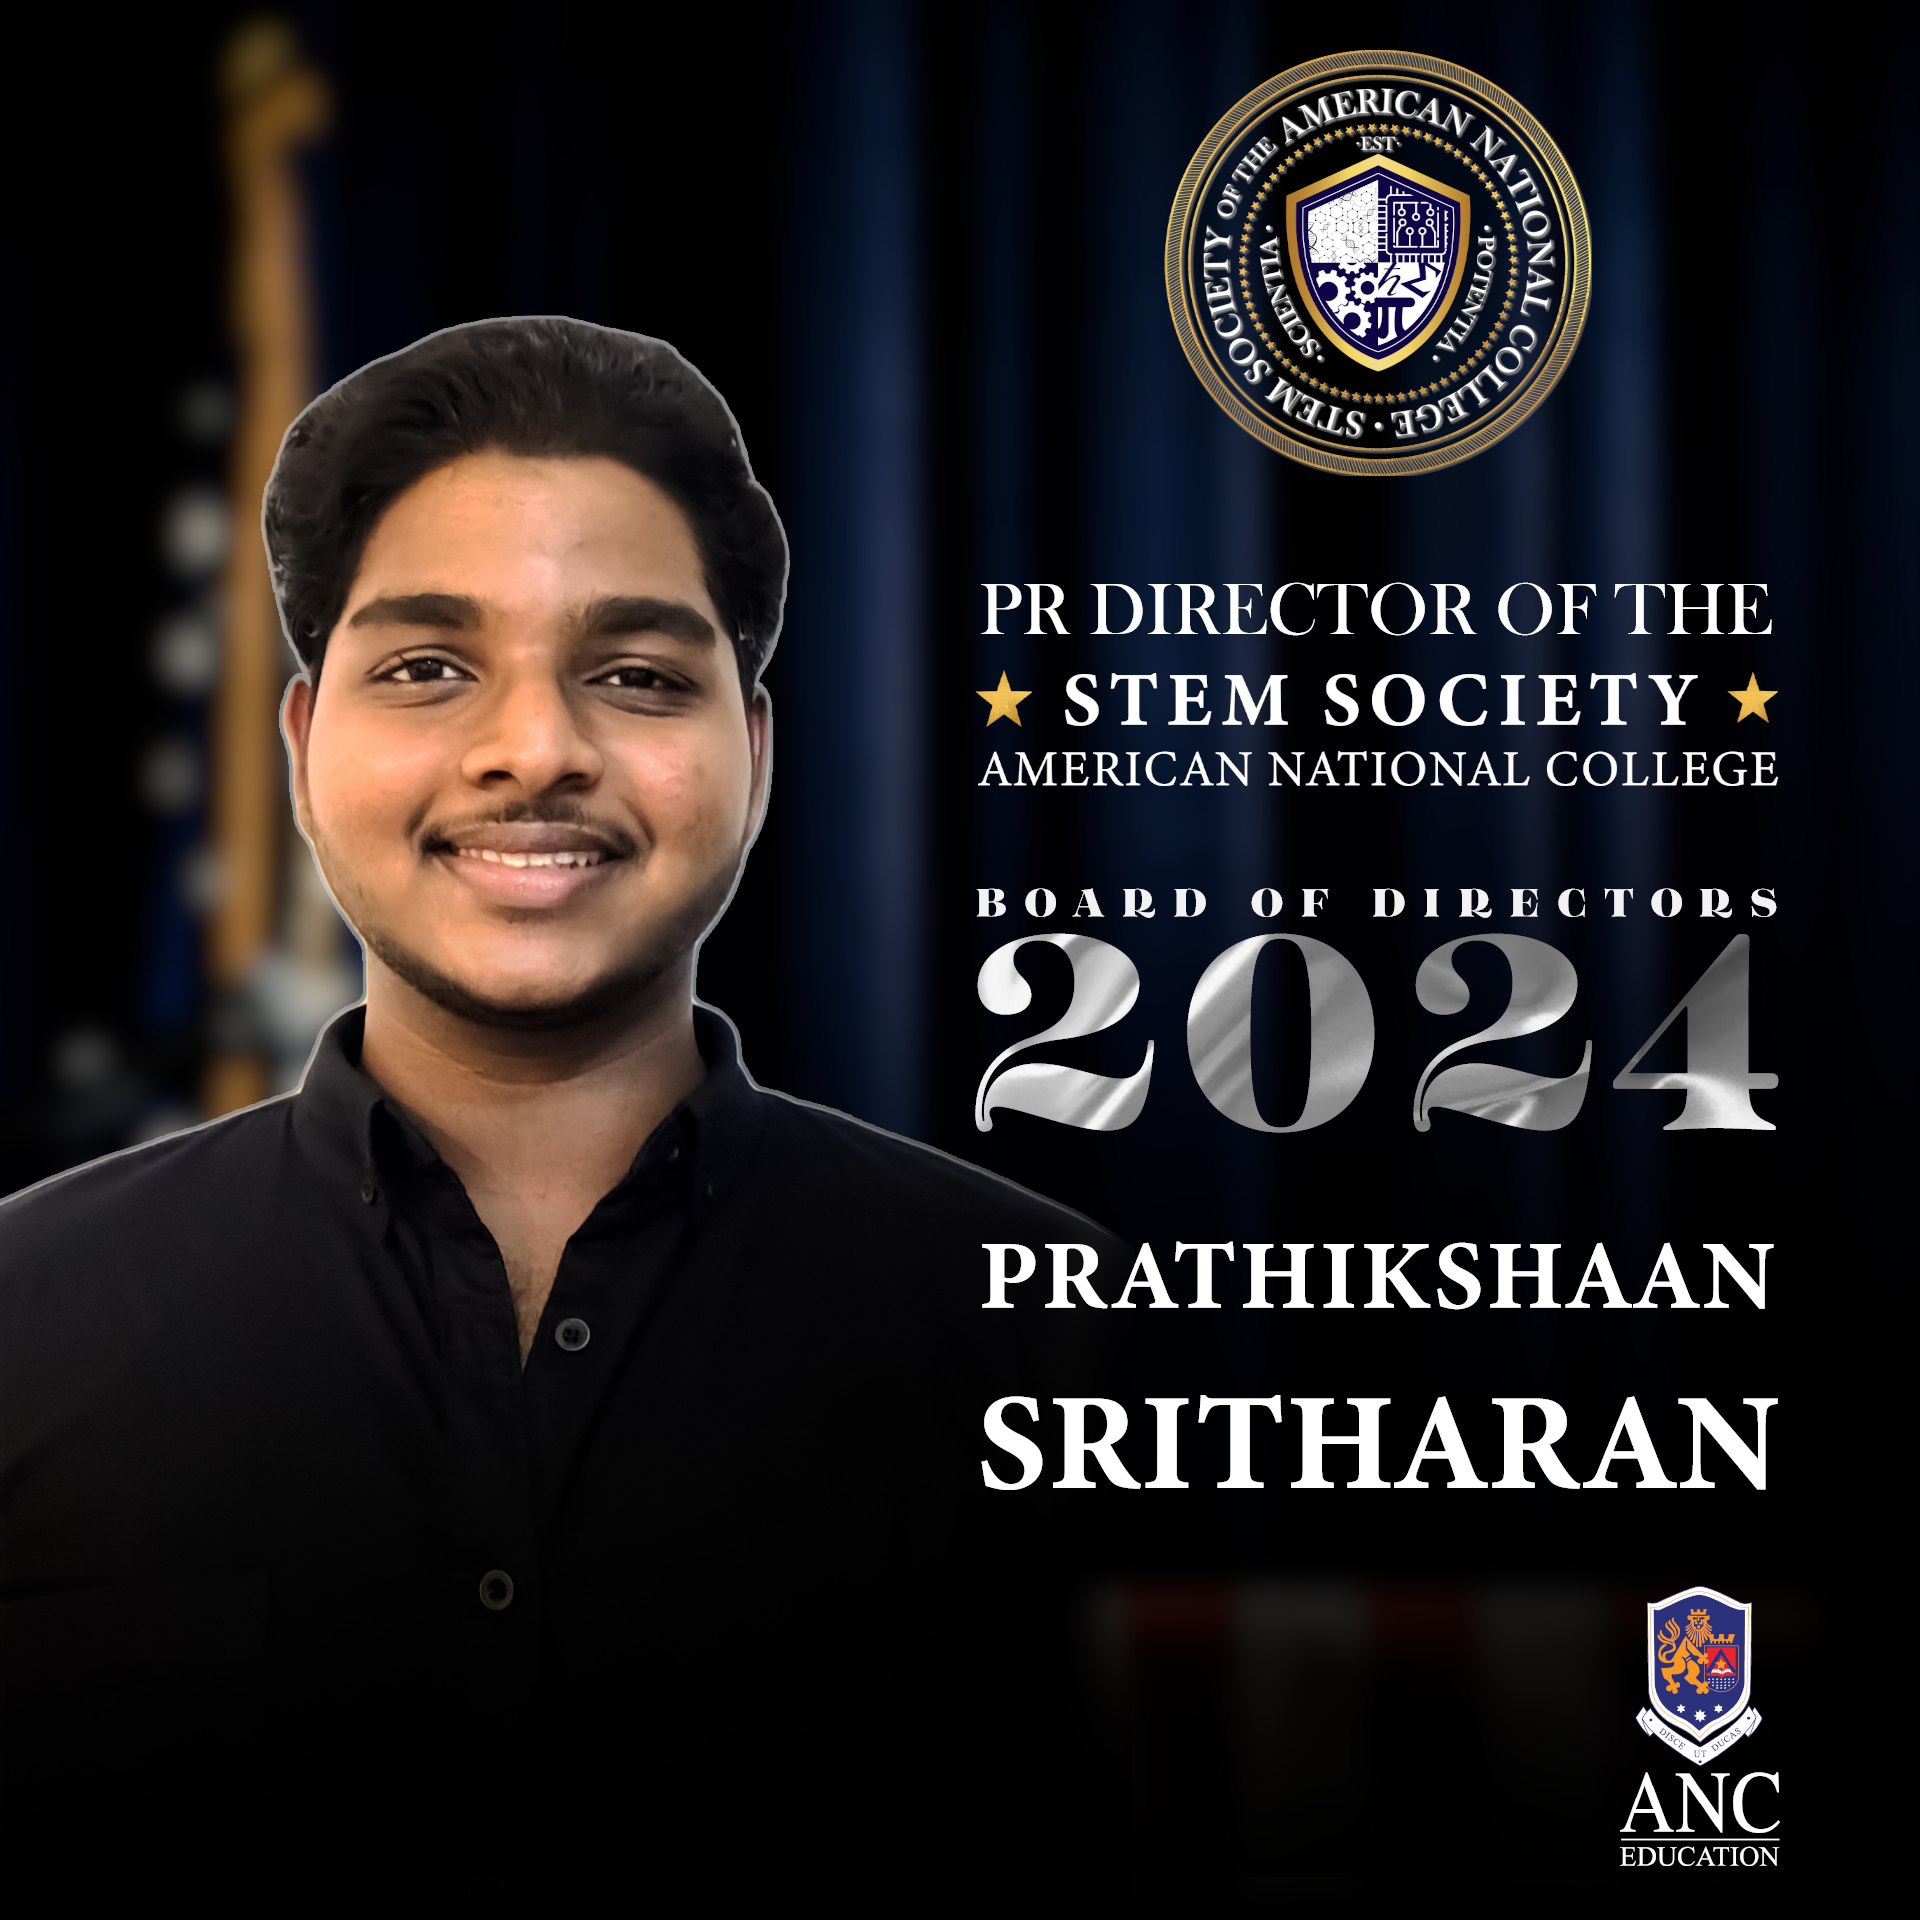 STEM SOCIETY OF THE AMERICAN NATIONAL COLLEGE
·EST·
·SCIENTIA·
·POTENTIA·
ħ
π
PR DIRECTOR OF THE
STEM SOCIETY
AMERICAN NATIONAL COLLEGE
BOARD OF DIRECTORS
2024
PRATHIKSHAAN
SRITHARAN
DISCE UT DUCAS
ANC
EDUCATION